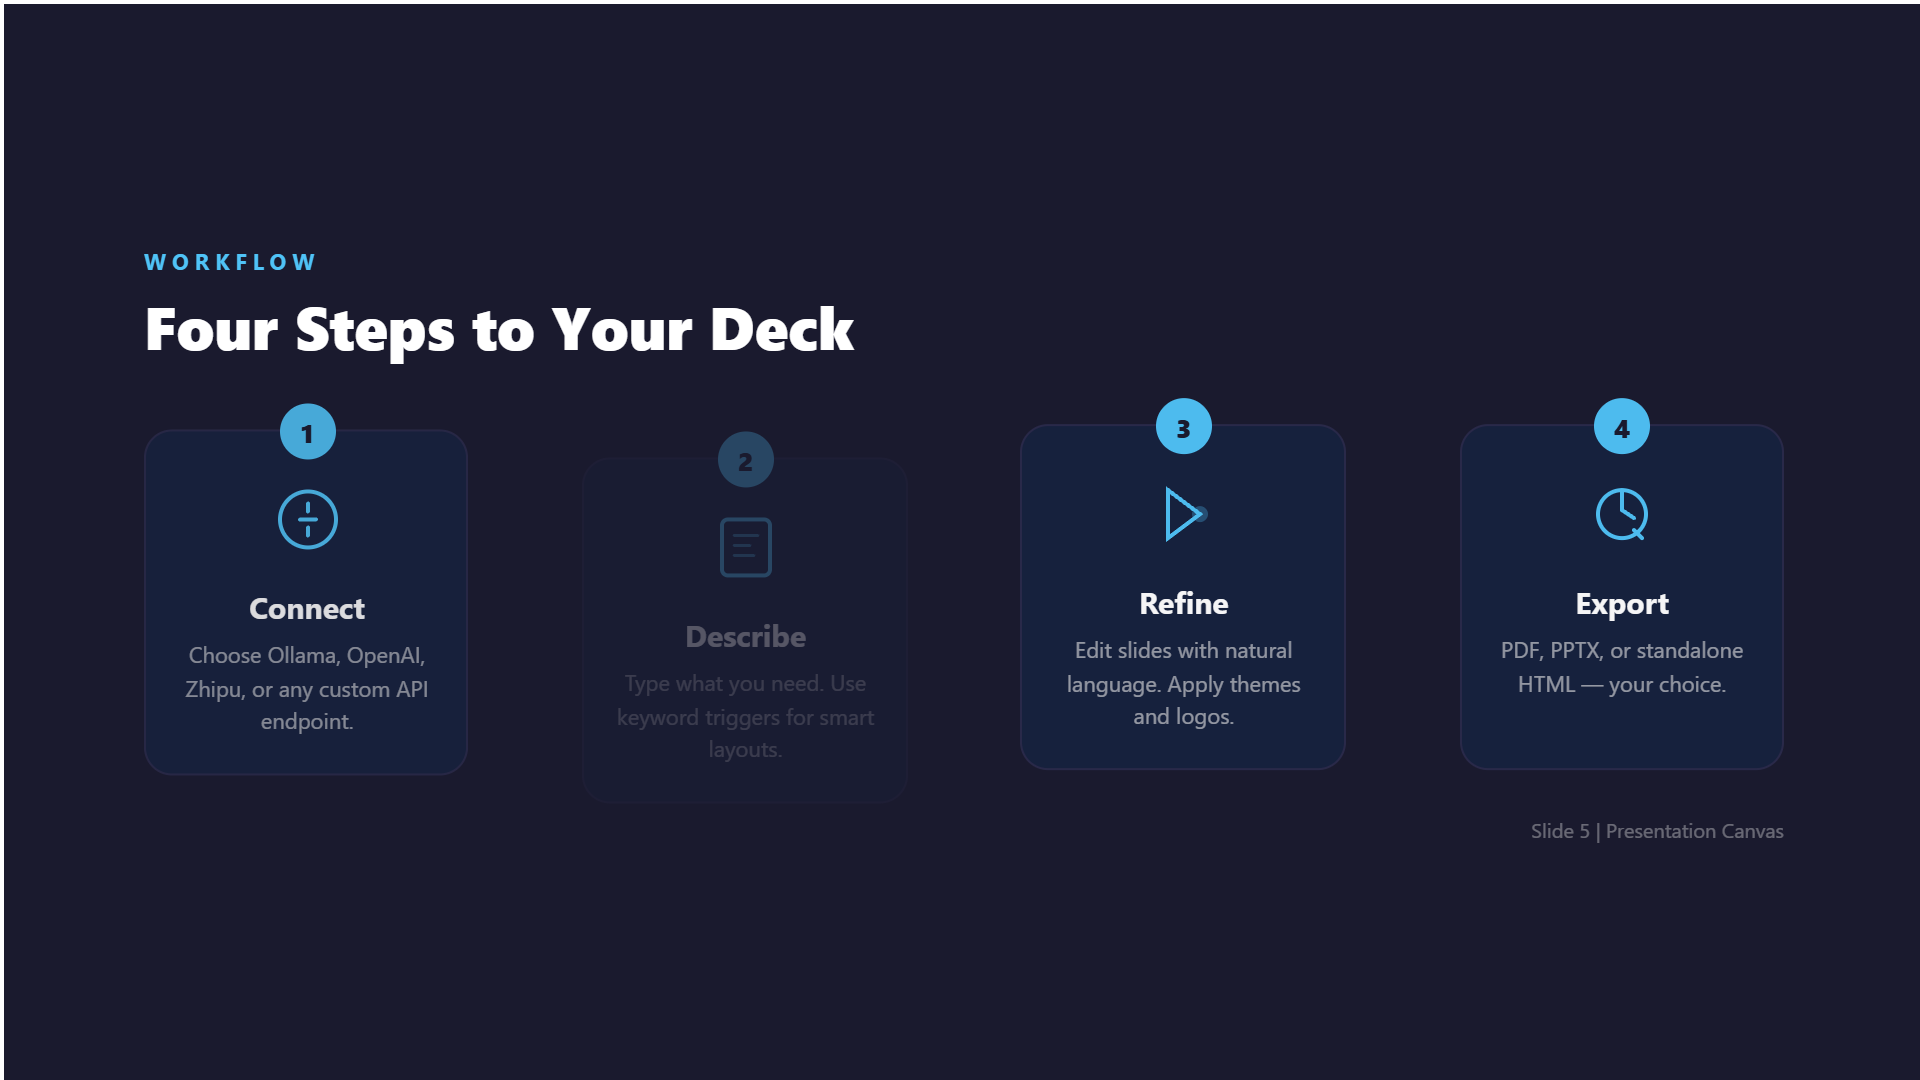 WORKFLOW
Four Steps to Your Deck
1
Connect
Choose Ollama, OpenAI,
Zhipu, or any custom API
endpoint.
2
Describe
Type what you need. Use
keyword triggers for smart
layouts.
3
Refine
Edit slides with natural
language. Apply themes
and logos.
4
Export
PDF, PPTX, or standalone
HTML — your choice.
Slide 5 | Presentation Canvas